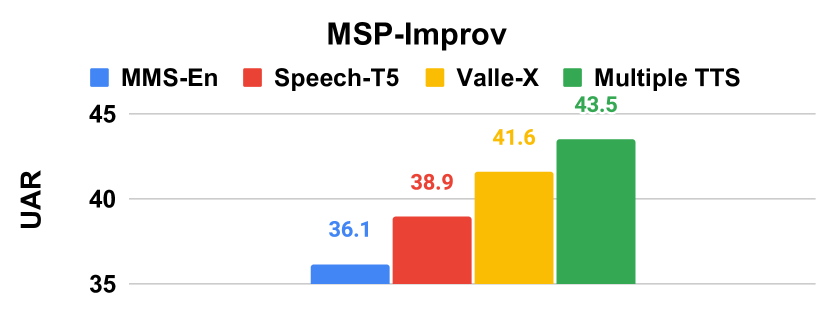 MSP-Improv
MMS-En Speech-T5 Valle-X Multiple TTS
45
43.5
41.6
38.9
40
36.1
35
UAR